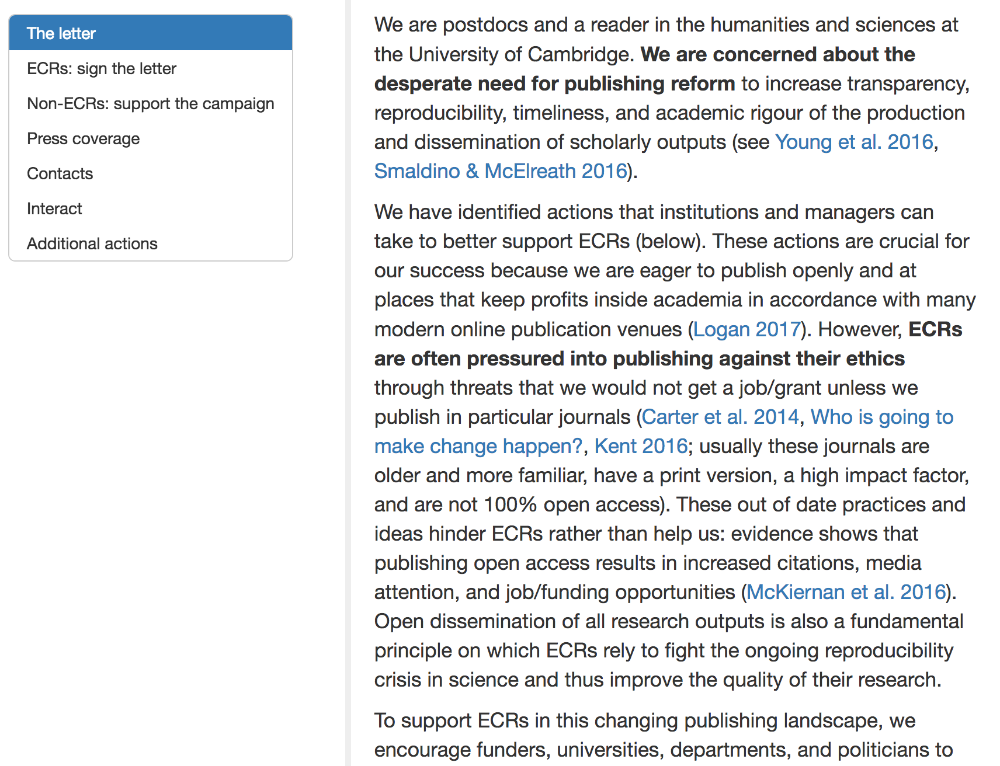 The letter
ECRs: sign the letter
Non-ECRs: support the campaign
Press coverage
Contacts
Interact
Additional actions
We are postdocs and a reader in the humanities and sciences at
the University of Cambridge. We are concerned about the
desperate need for publishing reform to increase transparency,
reproducibility, timeliness, and academic rigour of the production
and dissemination of scholarly outputs (see Young et al. 2016,
Smaldino & McElreath 2016).
We have identified actions that institutions and managers can
take to better support ECRs (below). These actions are crucial for
our success because we are eager to publish openly and at
places that keep profits inside academia in accordance with many
modern online publication venues (Logan 2017). However, ECRs
are often pressured into publishing against their ethics
through threats that we would not get a job/grant unless we
publish in particular journals (Carter et al. 2014, Who is going to
make change happen?, Kent 2016; usually these journals are
older and more familiar, have a print version, a high impact factor,
and are not 100% open access). These out of date practices and
ideas hinder ECRs rather than help us: evidence shows that
publishing open access results in increased citations, media
attention, and job/funding opportunities (McKiernan et al. 2016).
Open dissemination of all research outputs is also a fundamental
principle on which ECRs rely to fight the ongoing reproducibility
crisis in science and thus improve the quality of their research.
To support ECRs in this changing publishing landscape, we
encourage funders, universities, departments, and politicians to